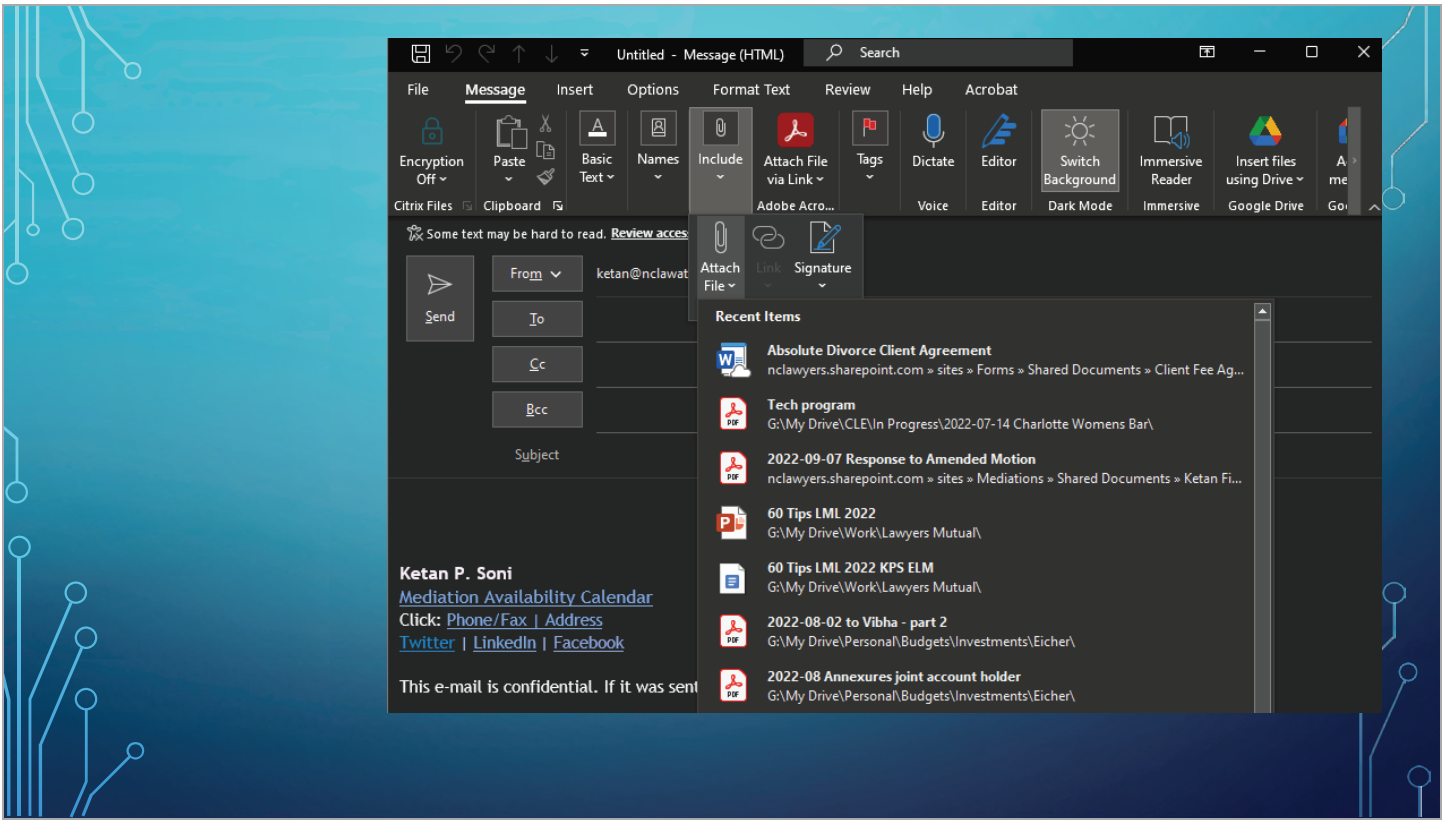 Untitled - Message (HTML)
Search
File Message Insert Options Format Text Review Help Acrobat
Encryption Off
Paste
Basic Text
Names
Include
Attach File via Link
Tags
Dictate
Editor
Switch Background
Immersive Reader
Insert files using Drive
Citrix Files Clipboard Adobe Acro... Voice Editor Dark Mode Immersive Google Drive
Some text may be hard to read. Review acces
Attach File
Link
Signature
Send
From
ketan@nclawat
To
Cc
Bcc
Subject
Recent Items
Absolute Divorce Client Agreement
nclawyers.sharepoint.com » sites » Forms » Shared Documents » Client Fee Ag...
Tech program
G:\My Drive\CLE\In Progress\2022-07-14 Charlotte Womens Bar\
2022-09-07 Response to Amended Motion
nclawyers.sharepoint.com » sites » Mediations » Shared Documents » Ketan Fi...
60 Tips LML 2022
G:\My Drive\Work\Lawyers Mutual\
60 Tips LML 2022 KPS ELM
G:\My Drive\Work\Lawyers Mutual\
2022-08-02 to Vibha - part 2
G:\My Drive\Personal\Budgets\Investments\Eicher\
2022-08 Annexures joint account holder
G:\My Drive\Personal\Budgets\Investments\Eicher\
Ketan P. Soni
Mediation Availability Calendar
Click: Phone/Fax | Address
Twitter | LinkedIn | Facebook
This e-mail is confidential. If it was sent